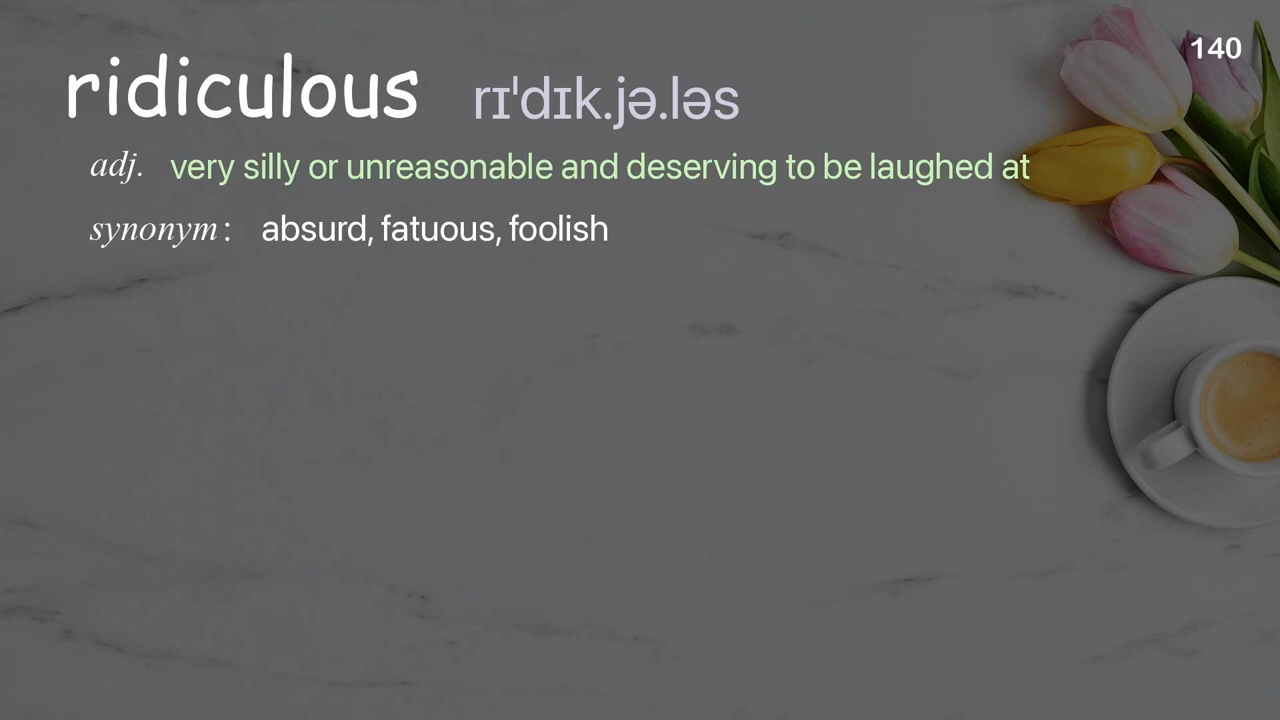 140
ridiculous rɪˈdɪk.jə.ləs
adj. very silly or unreasonable and deserving to be laughed at
synonym: absurd, fatuous, foolish